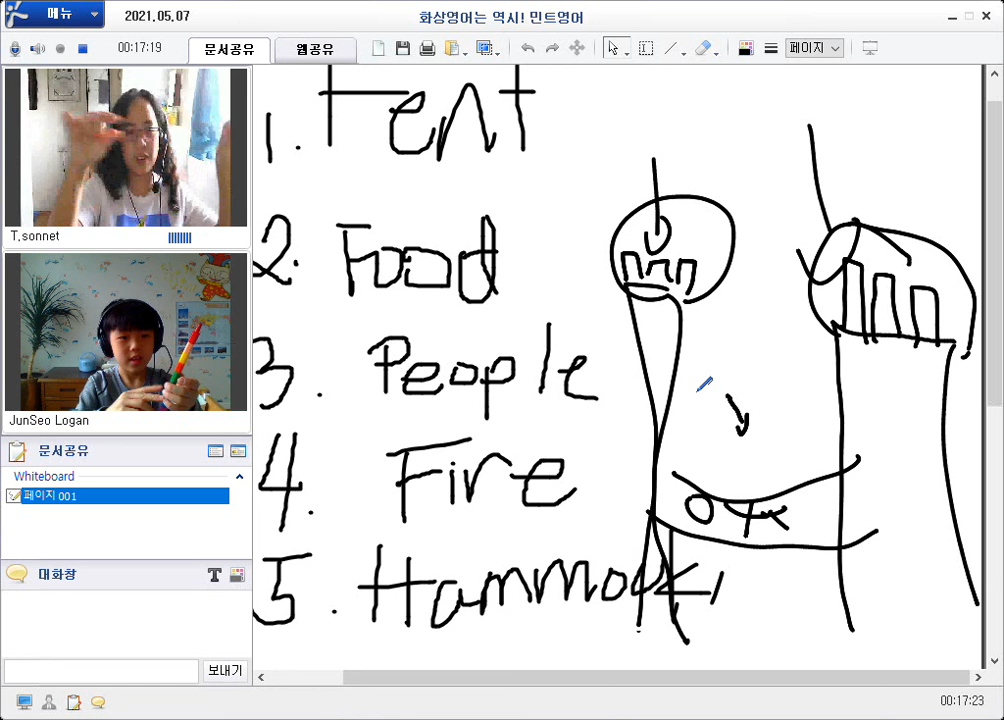 메뉴
2021.05.07
화상영어는 역시! 민트영어
00:17:19
문서공유
웹공유
페이지
T.sonnet
JunSeo Logan
문서공유
Whiteboard
페이지 001
대화창
보내기
1. Tent
2. Food
3. People
4. Fire
5. Hammock
00:17:23